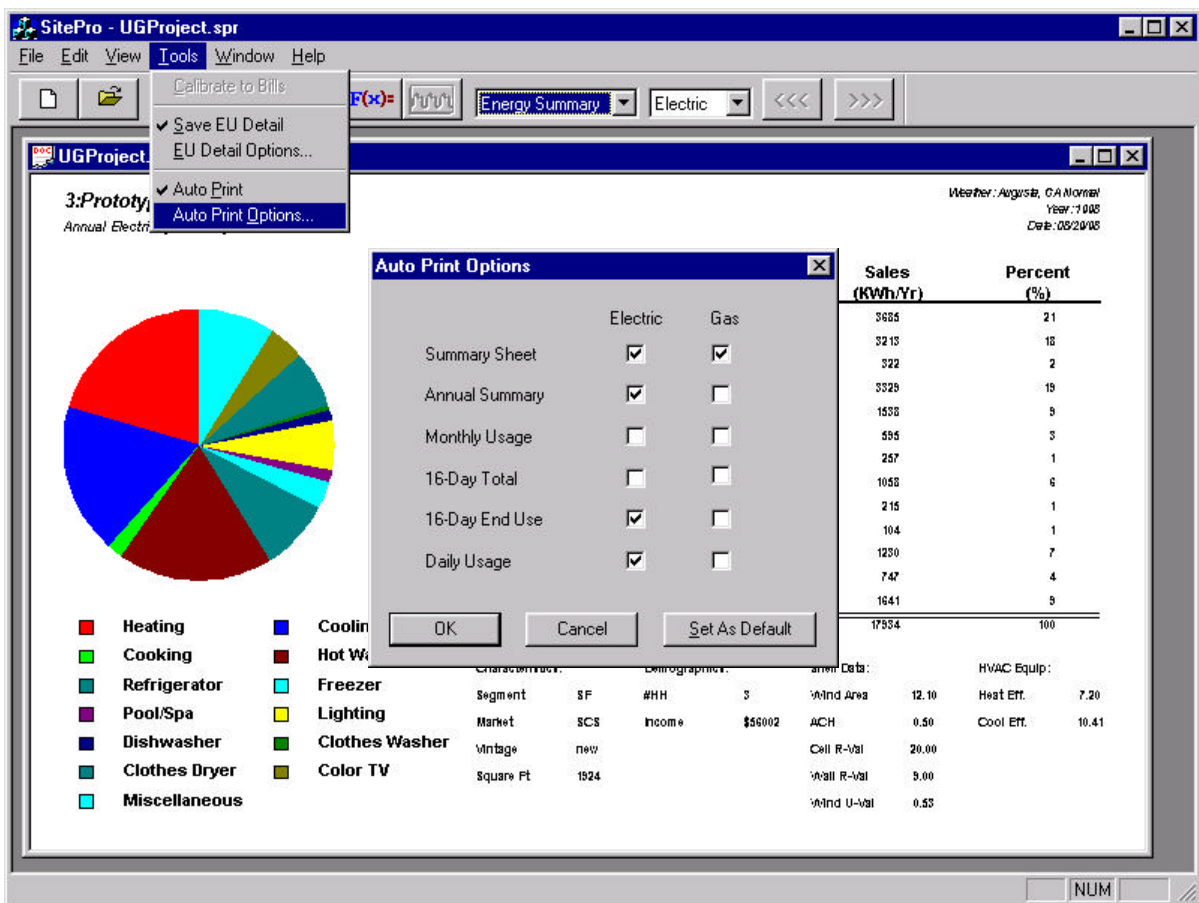 SitePro - UGProject.spr
File Edit View Tools Window Help
F(x)=
Energy Summary
Electric
<<<
>>>
Calibrate to Bills
Save EU Detail
EU Detail Options...
Auto Print
Auto Print Options...
UGProject.
3:Prototy
Annual Electri
Weather: Augusta, GA Normal
Year:1998
Date:08/20/98
Auto Print Options
Electric Gas
Summary Sheet
Annual Summary
Monthly Usage
16-Day Total
16-Day End Use
Daily Usage
OK Cancel Set As Default
Sales Percent
(KWh/Yr) (%)
3685 21
3213 18
322 2
3329 19
1538 9
595 3
257 1
1058 6
215 1
104 1
1230 7
747 4
1641 9
17934 100
Heating Coolin
Cooking Hot Wa
Refrigerator Freezer
Pool/Spa Lighting
Dishwasher Clothes Washer
Clothes Dryer Color TV
Miscellaneous
Characteristics: Demographics: Shell Data: HVAC Equip:
Segment SF #HH 3 Wind Area 12.10 Heat Eff. 7.20
Market SCS Income $56002 ACH 0.50 Cool Eff. 10.41
Vintage new Ceil R-Val 20.00
Square Ft 1924 Wall R-Val 9.00
Wind U-Val 0.53
NUM